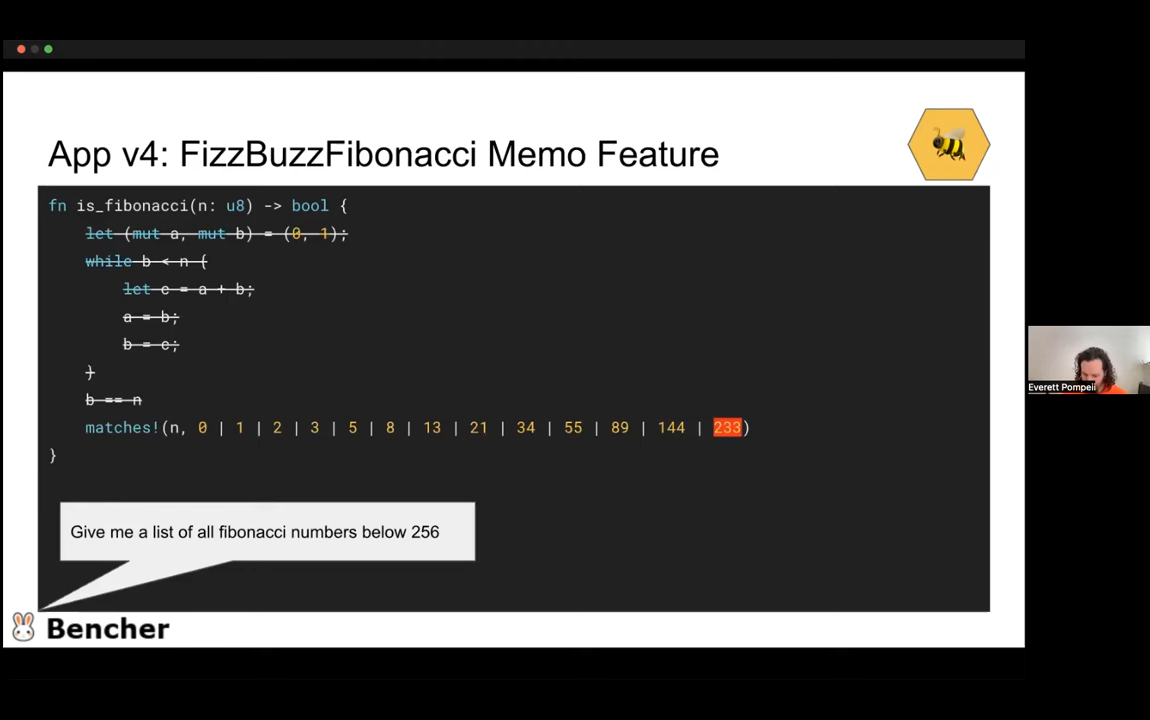 App v4: FizzBuzzFibonacci Memo Feature
fn is_fibonacci(n: u8) -> bool {
let (mut a, mut b) = (0, 1);
while b < n {
let c = a + b;
a = b;
b = c;
}
b == n
matches!(n, 0 | 1 | 2 | 3 | 5 | 8 | 13 | 21 | 34 | 55 | 89 | 144 | 233)
}
Give me a list of all fibonacci numbers below 256
Bencher
Everett Pompeii